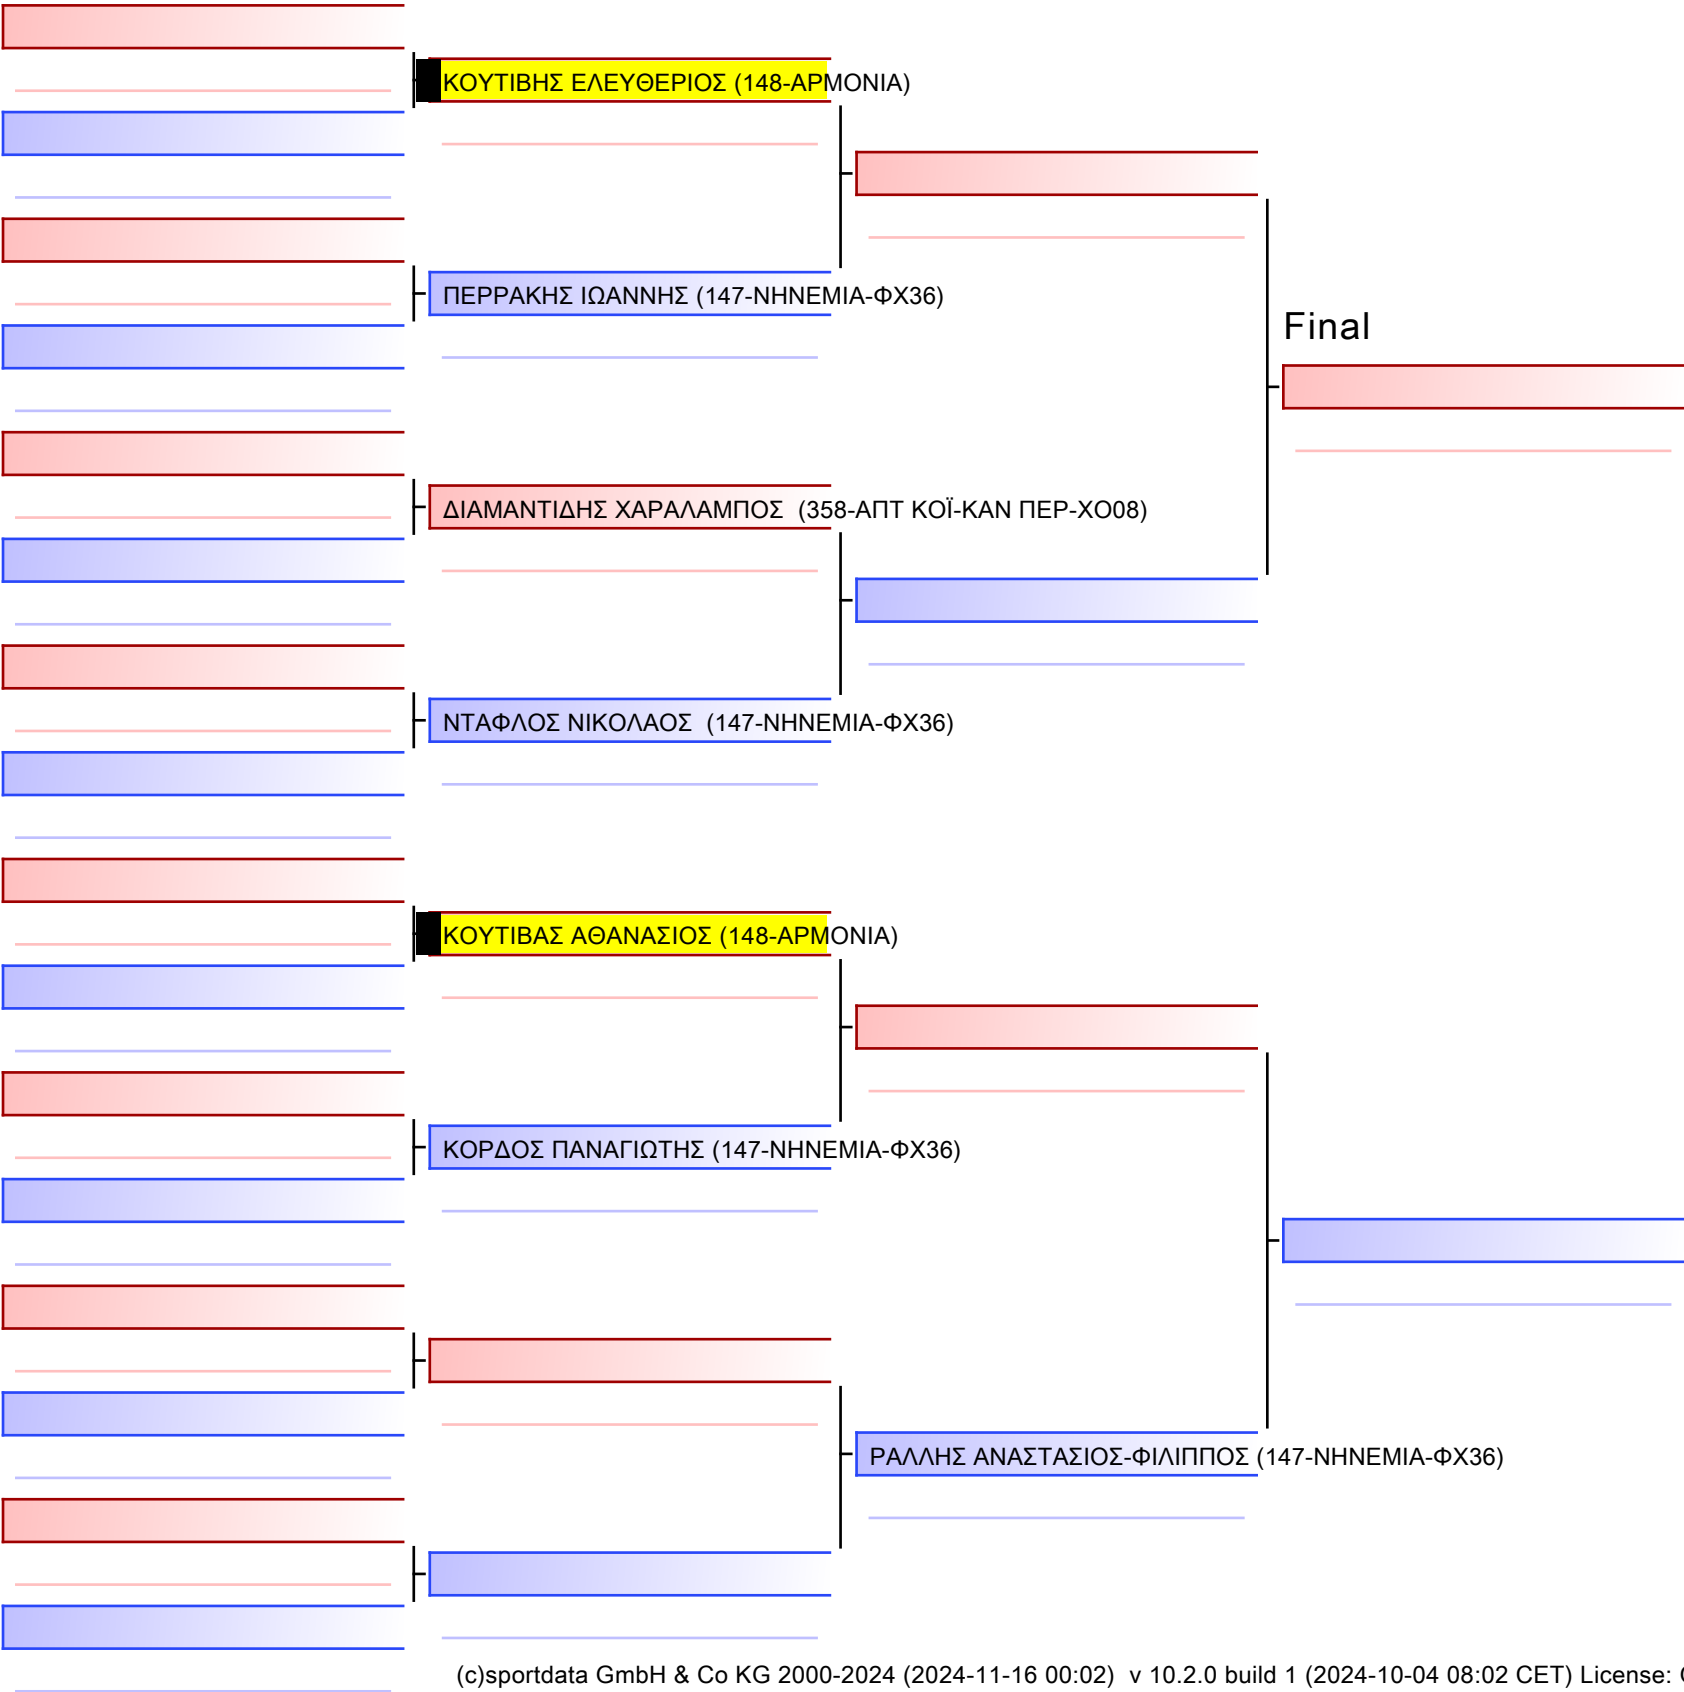 ΚΟΥΤΙΒΗΣ ΕΛΕΥΘΕΡΙΟΣ (148-ΑΡΜΟΝΙΑ)
ΠΕΡΡΑΚΗΣ ΙΩΑΝΝΗΣ (147-ΝΗΝΕΜΙΑ-ΦΧ36)
Final
ΔΙΑΜΑΝΤΙΔΗΣ ΧΑΡΑΛΑΜΠΟΣ (358-ΑΠΤ ΚΟΪ-ΚΑΝ ΠΕΡ-ΧΟ08)
ΝΤΑΦΛΟΣ ΝΙΚΟΛΑΟΣ (147-ΝΗΝΕΜΙΑ-ΦΧ36)
ΚΟΥΤΙΒΑΣ ΑΘΑΝΑΣΙΟΣ (148-ΑΡΜΟΝΙΑ)
ΚΟΡΔΟΣ ΠΑΝΑΓΙΩΤΗΣ (147-ΝΗΝΕΜΙΑ-ΦΧ36)
ΡΑΛΛΗΣ ΑΝΑΣΤΑΣΙΟΣ-ΦΙΛΙΠΠΟΣ (147-ΝΗΝΕΜΙΑ-ΦΧ36)
(c)sportdata GmbH & Co KG 2000-2024 (2024-11-16 00:02) v 10.2.0 build 1 (2024-10-04 08:02 CET) License: